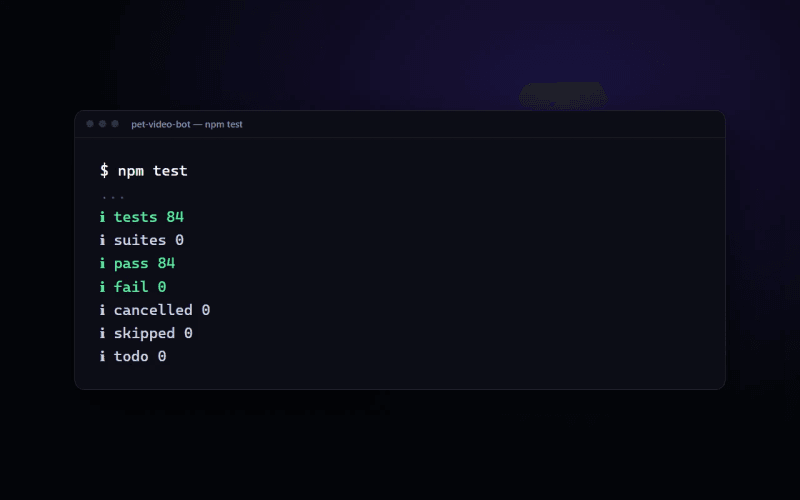 pet-video-bot — npm test
$ npm test
...
ℹ tests 84
ℹ suites 0
ℹ pass 84
ℹ fail 0
ℹ cancelled 0
ℹ skipped 0
ℹ todo 0